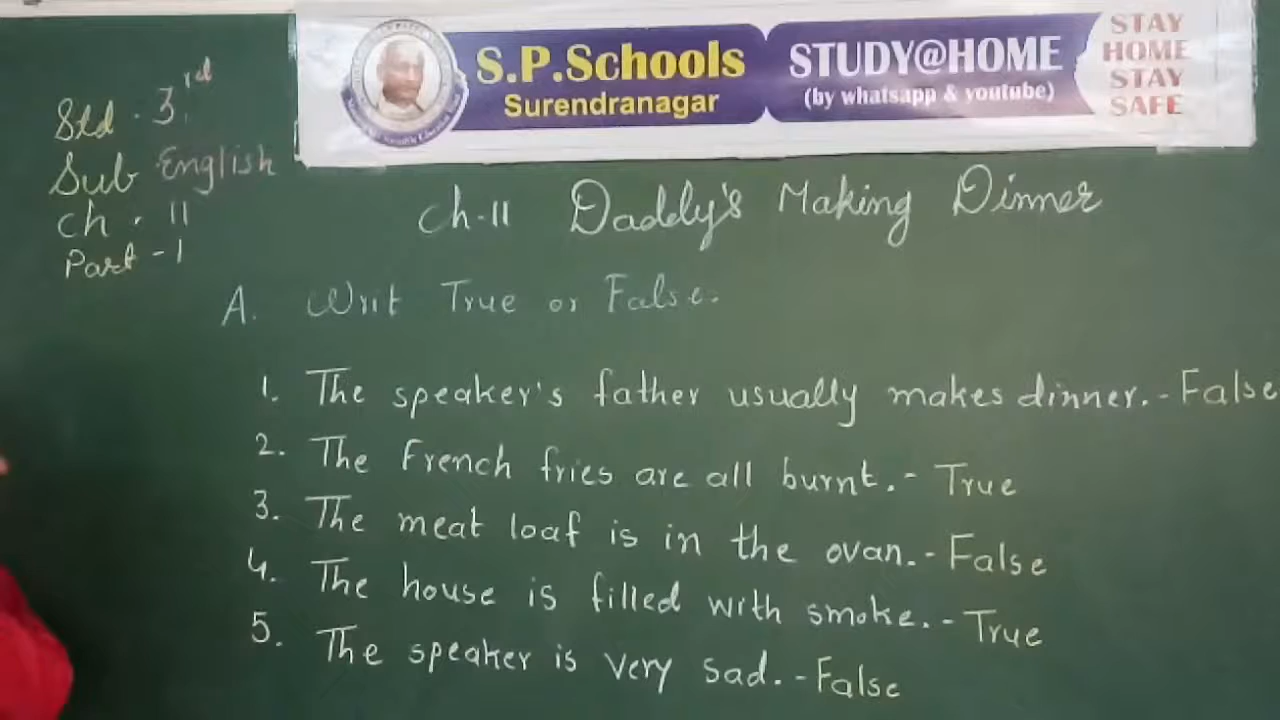 S.P.Schools
Surendranagar
STUDY@HOME
(by whatsapp & youtube)
STAY
HOME
STAY
SAFE
Std . 3rd
Sub English
Ch . 11
Part - 1
Ch-11 Daddy's Making Dinner
A. Writ True or False.
1. The speaker's father usually makes dinner. - False
2. The French fries are all burnt. - True
3. The meat loaf is in the ovan. - False
4. The house is filled with smoke. - True
5. The speaker is very sad. - False